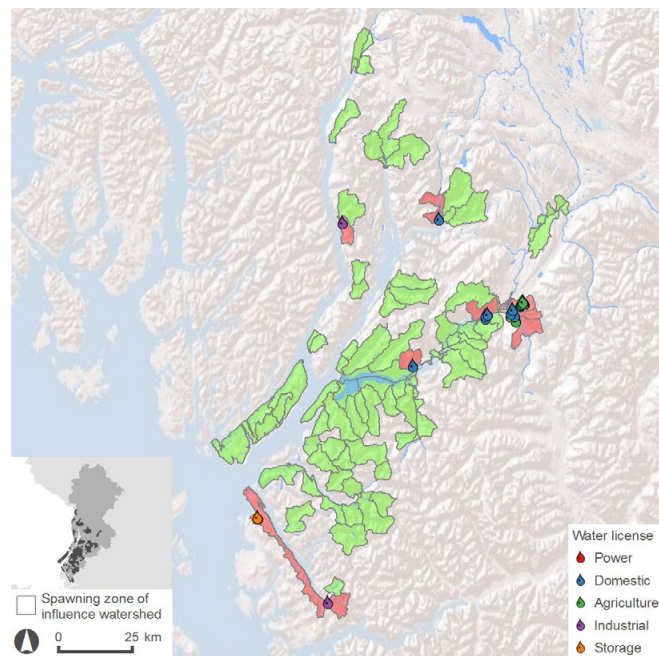 Water license
Power
Domestic
Agriculture
Industrial
Storage
Spawning zone of
influence watershed
0 25 km